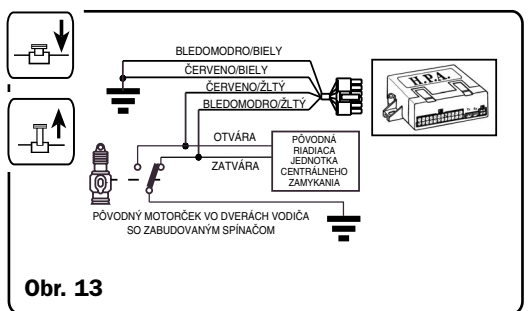 BLEDOMODRO/BIELY
ČERVENO/BIELY
ČERVENO/ŽLTÝ
BLEDOMODRO/ŽLTÝ
H.P.A.
OTVÁRA
ZATVÁRA
PÔVODNÁ
RIADIACA
JEDNOTKA
CENTRÁLNEHO
ZAMYKANIA
PÔVODNÝ MOTORČEK VO DVERÁCH VODIČA
SO ZABUDOVANÝM SPÍNAČOM
Obr. 13